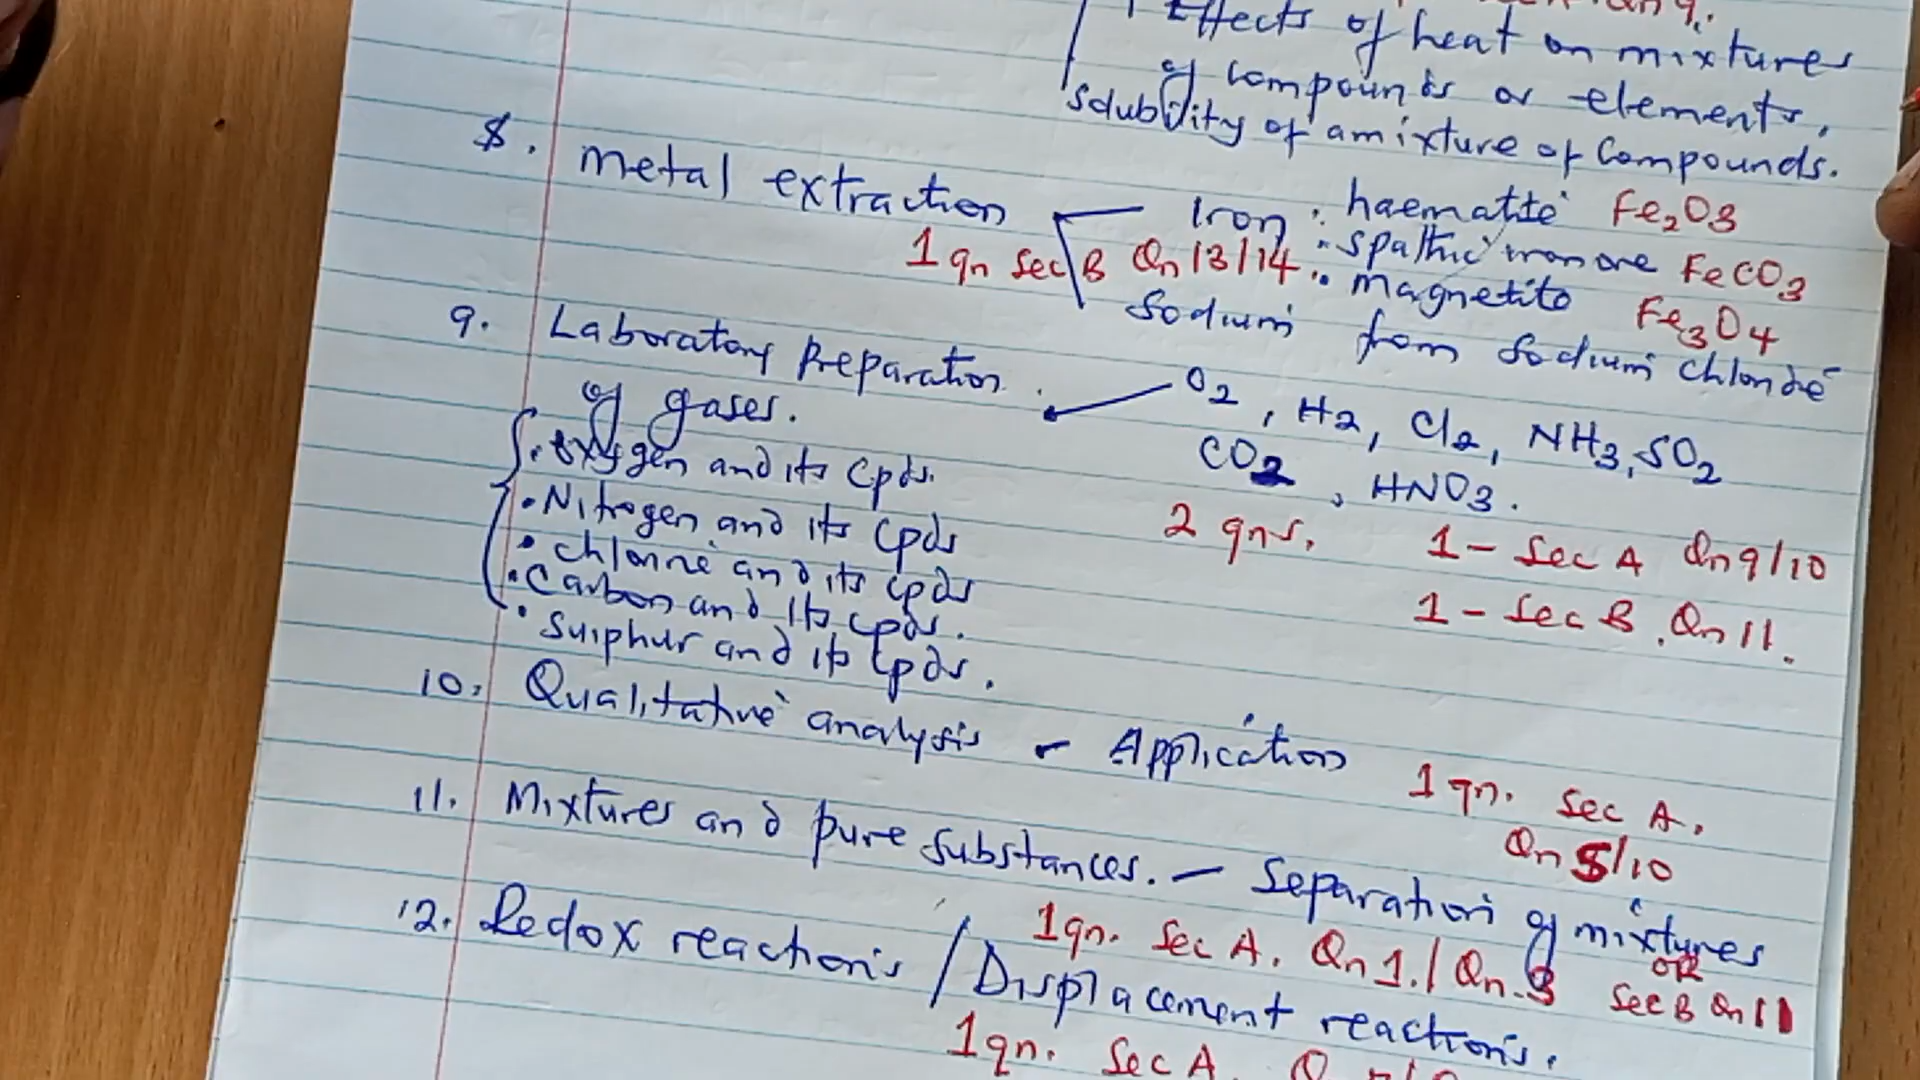 Qn 9.
Effects of heat on mixtures
of compounds or elements,
solubility of a mixture of compounds.
8. Metal extraction
Iron : haematite Fe2O3
: spathic iron ore FeCO3
1 qn Sec B Qn 13/14 : magnetite Fe3O4
Sodium from sodium chloride
9. Laboratory Preparation
of gases.
O2, H2, Cl2, NH3, SO2
CO2, HNO3.
• oxygen and its cpds.
• Nitrogen and its cpds
• chlorine and its cpds
• Carbon and its cpds.
• Sulphur and its cpds.
2 qns. 1 - Sec A Qn 9/10
1 - Sec B. Qn 11.
10. Qualitative analysis - Application
1 qn. Sec A.
Qn 5/10
11. Mixtures and pure substances. - Separation of mixtures
1 qn. Sec A. Qn 1. / Qn. 3 OR Sec B Qn 11
12. Redox reactions / Displacement reactions.
1 qn. Sec A.